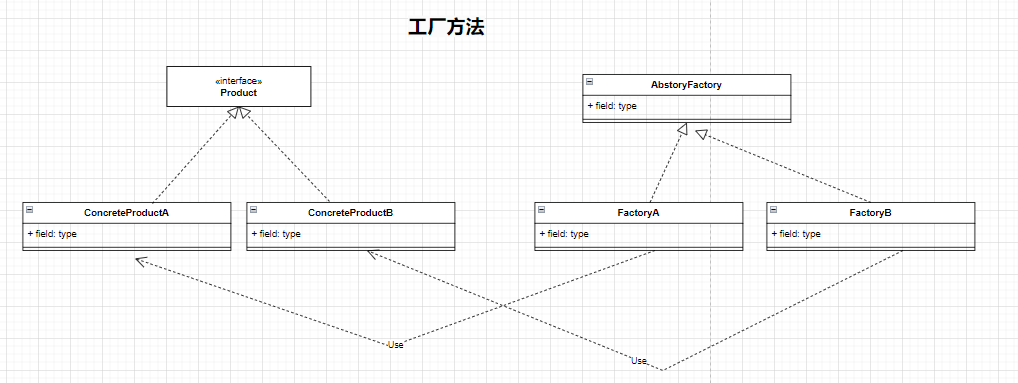 工厂方法
«interface»
Product
AbstoryFactory
+ field: type
ConcreteProductA
+ field: type
ConcreteProductB
+ field: type
FactoryA
+ field: type
FactoryB
+ field: type
Use
Use